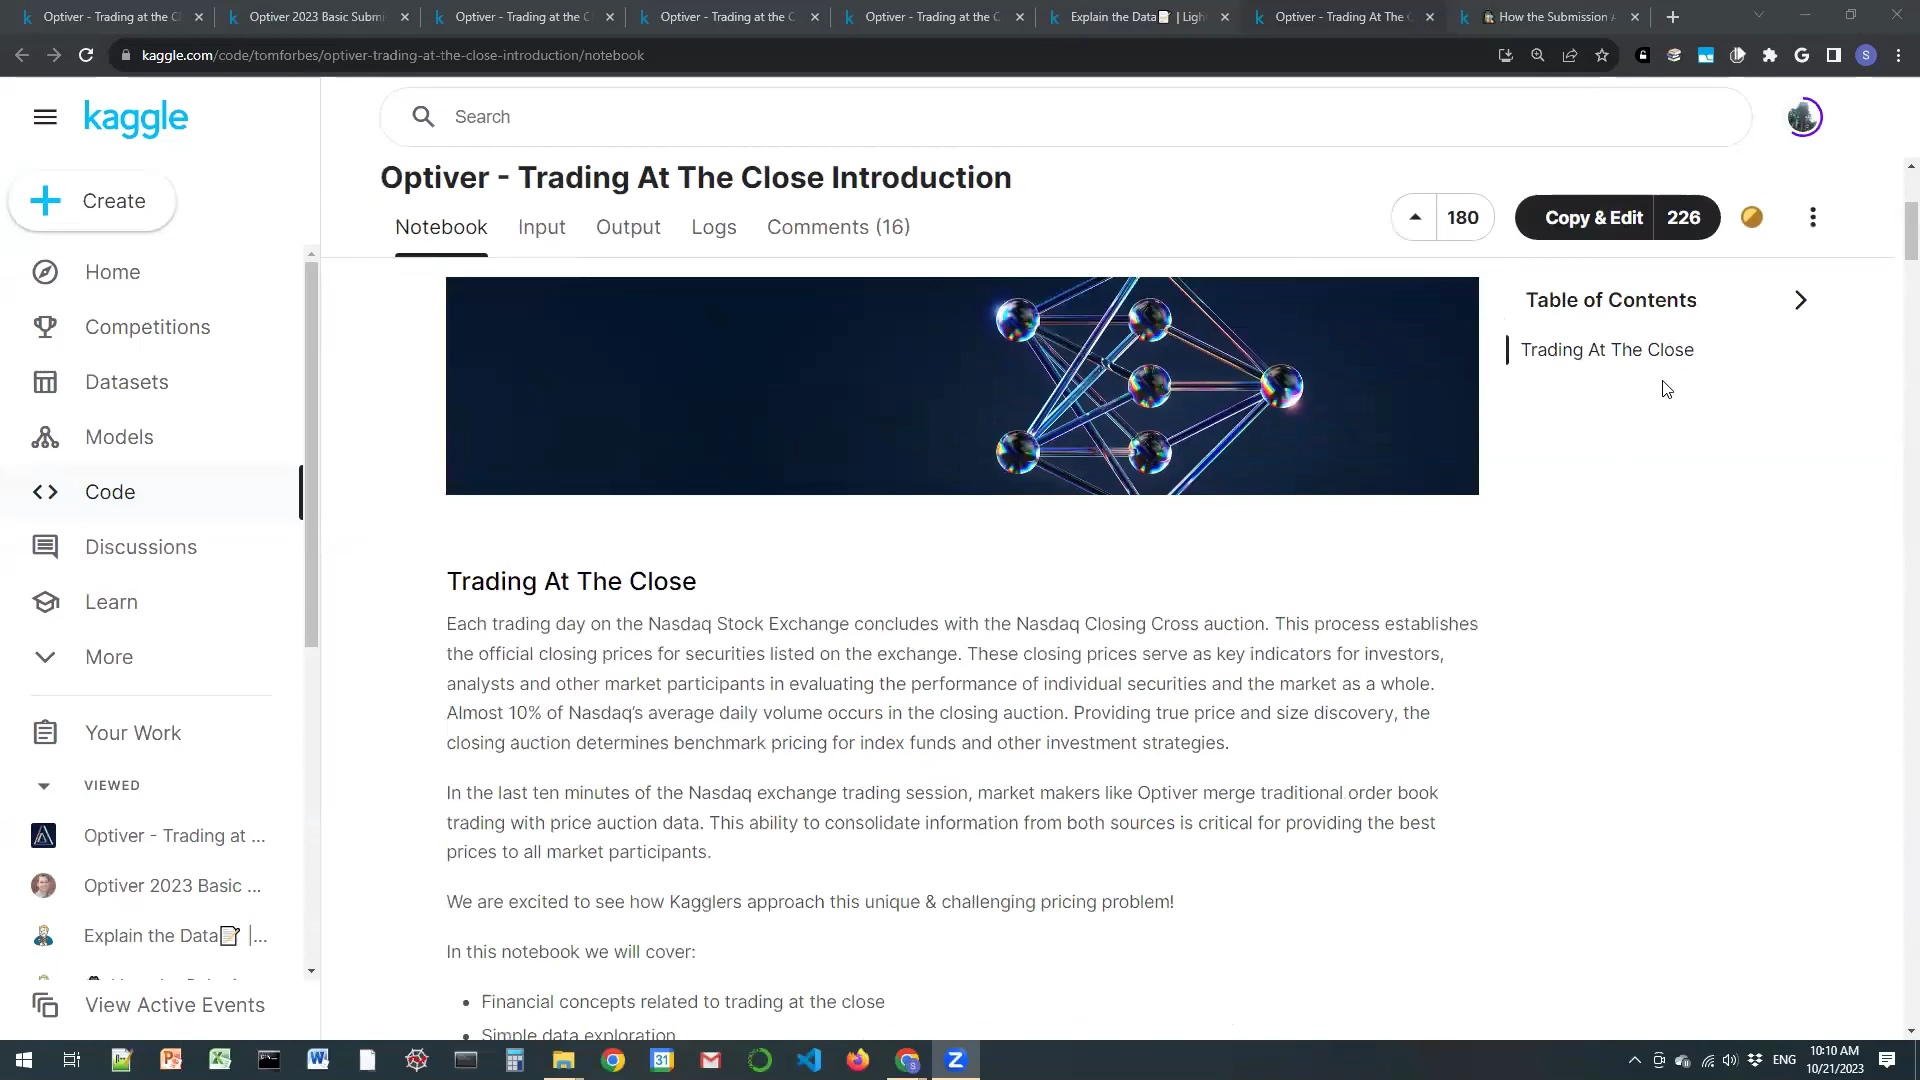 Optiver - Trading at the C
Optiver 2023 Basic Submi
Optiver - Trading at the C
Optiver - Trading at the C
Optiver - Trading at the C
Explain the Data📝 | Ligh
Optiver - Trading At The C
How the Submission A
kaggle.com/code/tomforbes/optiver-trading-at-the-close-introduction/notebook
S
kaggle
Search
Create
Optiver - Trading At The Close Introduction
Notebook
Input
Output
Logs
Comments (16)
180
Copy & Edit
226
Home
Competitions
Datasets
Models
Code
Discussions
Learn
More
Your Work
VIEWED
Optiver - Trading at ...
Optiver 2023 Basic ...
Explain the Data📝 |...
View Active Events
Table of Contents
Trading At The Close
Trading At The Close
Each trading day on the Nasdaq Stock Exchange concludes with the Nasdaq Closing Cross auction. This process establishes
the official closing prices for securities listed on the exchange. These closing prices serve as key indicators for investors,
analysts and other market participants in evaluating the performance of individual securities and the market as a whole.
Almost 10% of Nasdaq's average daily volume occurs in the closing auction. Providing true price and size discovery, the
closing auction determines benchmark pricing for index funds and other investment strategies.
In the last ten minutes of the Nasdaq exchange trading session, market makers like Optiver merge traditional order book
trading with price auction data. This ability to consolidate information from both sources is critical for providing the best
prices to all market participants.
We are excited to see how Kagglers approach this unique & challenging pricing problem!
In this notebook we will cover:
• Financial concepts related to trading at the close
• Simple data exploration
ENG
10:10 AM
10/21/2023